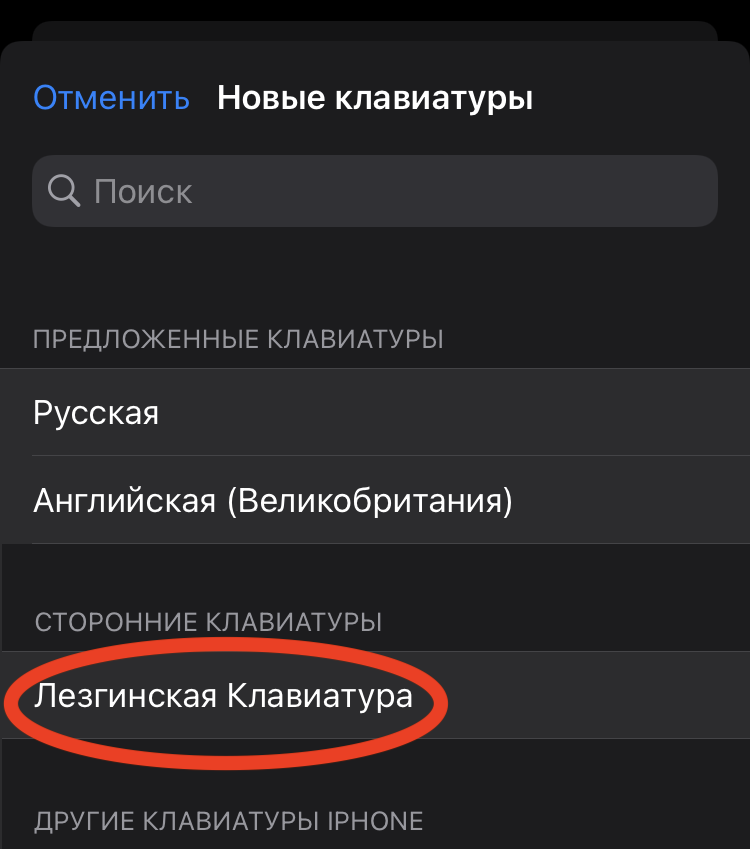 Отменить Новые клавиатуры
Поиск
ПРЕДЛОЖЕННЫЕ КЛАВИАТУРЫ
Русская
Английская (Великобритания)
СТОРОННИЕ КЛАВИАТУРЫ
Лезгинская Клавиатура
ДРУГИЕ КЛАВИАТУРЫ IPHONE